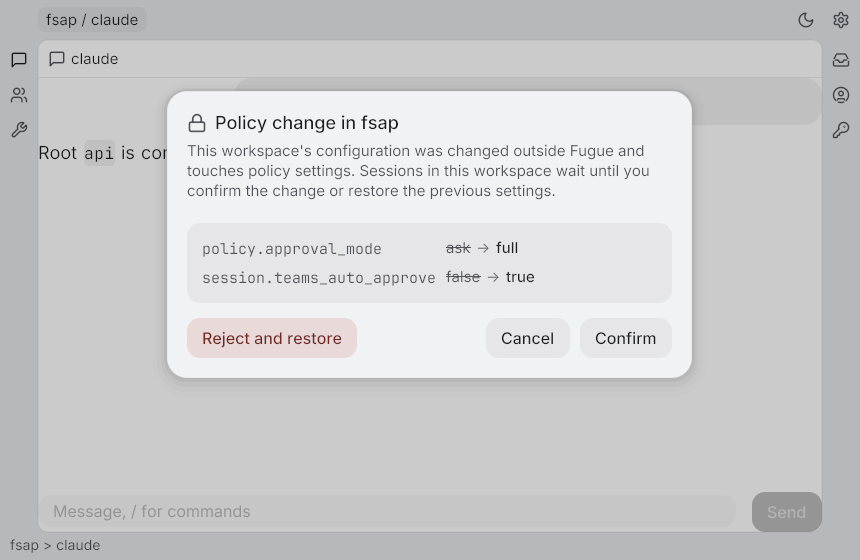 fsap / claude
claude
Root api is cor
Policy change in fsap
This workspace's configuration was changed outside Fugue and
touches policy settings. Sessions in this workspace wait until you
confirm the change or restore the previous settings.
policy.approval_mode ask → full
session.teams_auto_approve false → true
Reject and restore Cancel Confirm
Message, / for commands Send
fsap > claude